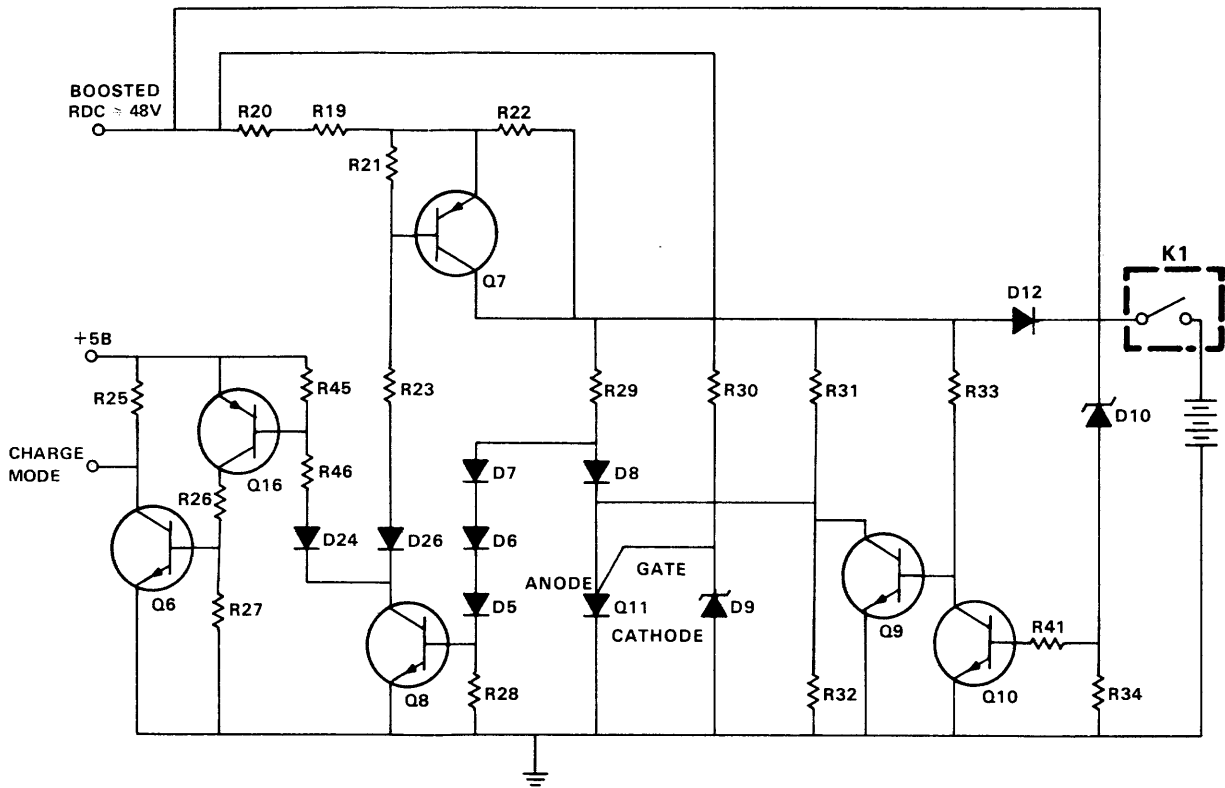 BOOSTED
RDC ≈ 48V
R20
R19
R22
R21
Q7
K1
D12
+5B
R25
R45
R23
R29
R30
R31
R33
D10
CHARGE
MODE
R46
D7
D8
R26
Q16
D24
D26
D6
GATE
ANODE
Q6
R27
D5
Q11
D9
CATHODE
Q9
R41
Q8
R28
R32
Q10
R34